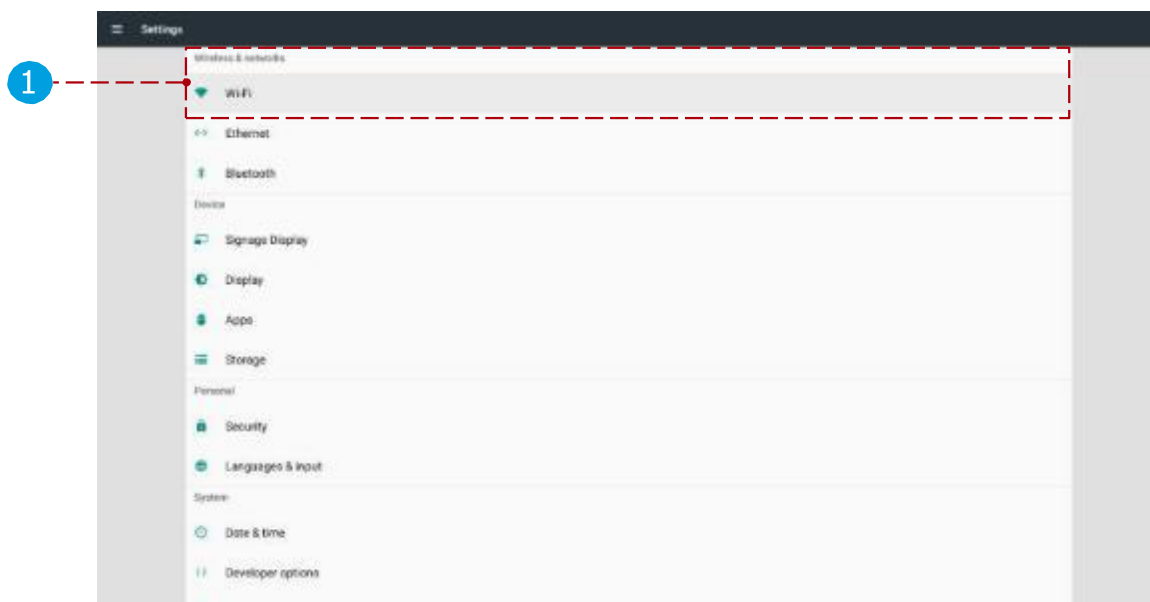 Settings
Wireless & networks
1
Wi-Fi
Ethernet
Bluetooth
Device
Signage Display
Display
Apps
Storage
Personal
Security
Languages & input
System
Date & time
Developer options